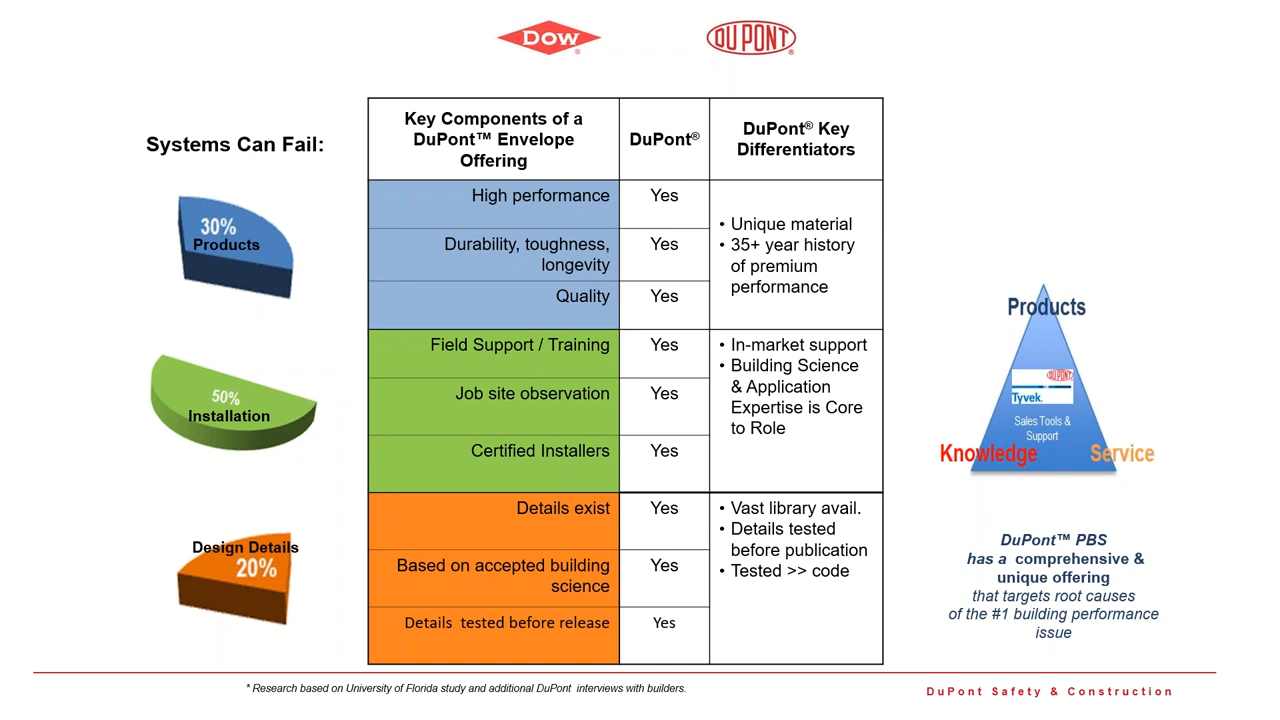 DOW®
DUPONT®
Systems Can Fail:
30%
Products
50%
Installation
Design Details
20%
Key Components of a
DuPont™ Envelope
Offering
DuPont®
DuPont® Key
Differentiators
High performance
Yes
Durability, toughness,
longevity
Yes
Quality
Yes
• Unique material
• 35+ year history
of premium
performance
Field Support / Training
Yes
Job site observation
Yes
Certified Installers
Yes
• In-market support
• Building Science
& Application
Expertise is Core
to Role
Details exist
Yes
Based on accepted building
science
Yes
Details tested before release
Yes
• Vast library avail.
• Details tested
before publication
• Tested >> code
Products
DUPONT
Tyvek.
Sales Tools &
Support
Knowledge
Service
DuPont™ PBS
has a comprehensive &
unique offering
that targets root causes
of the #1 building performance
issue
* Research based on University of Florida study and additional DuPont interviews with builders.
DuPont Safety & Construction